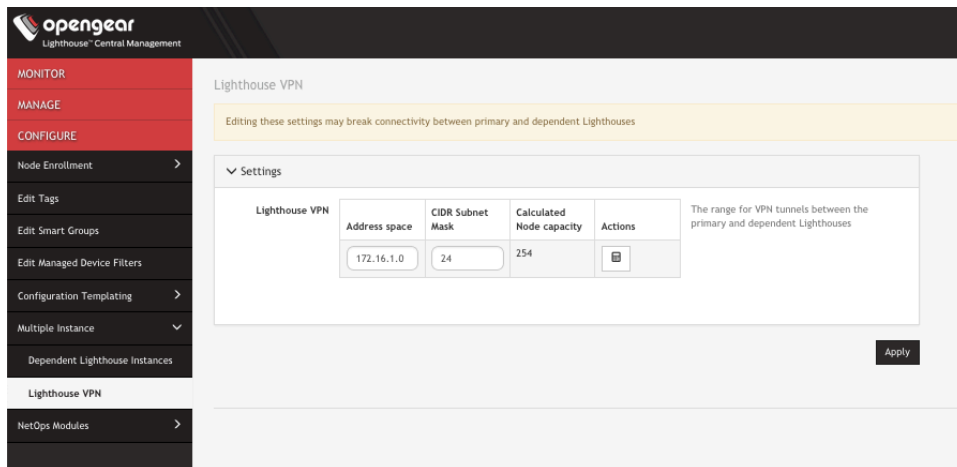 opengear
Lighthouse™ Central Management
MONITOR
MANAGE
CONFIGURE
Node Enrollment
Edit Tags
Edit Smart Groups
Edit Managed Device Filters
Configuration Templating
Multiple Instance
Dependent Lighthouse Instances
Lighthouse VPN
NetOps Modules
Lighthouse VPN
Editing these settings may break connectivity between primary and dependent Lighthouses
Settings
Lighthouse VPN
Address space
CIDR Subnet
Mask
Calculated
Node capacity
Actions
172.16.1.0
24
254
The range for VPN tunnels between the
primary and dependent Lighthouses
Apply